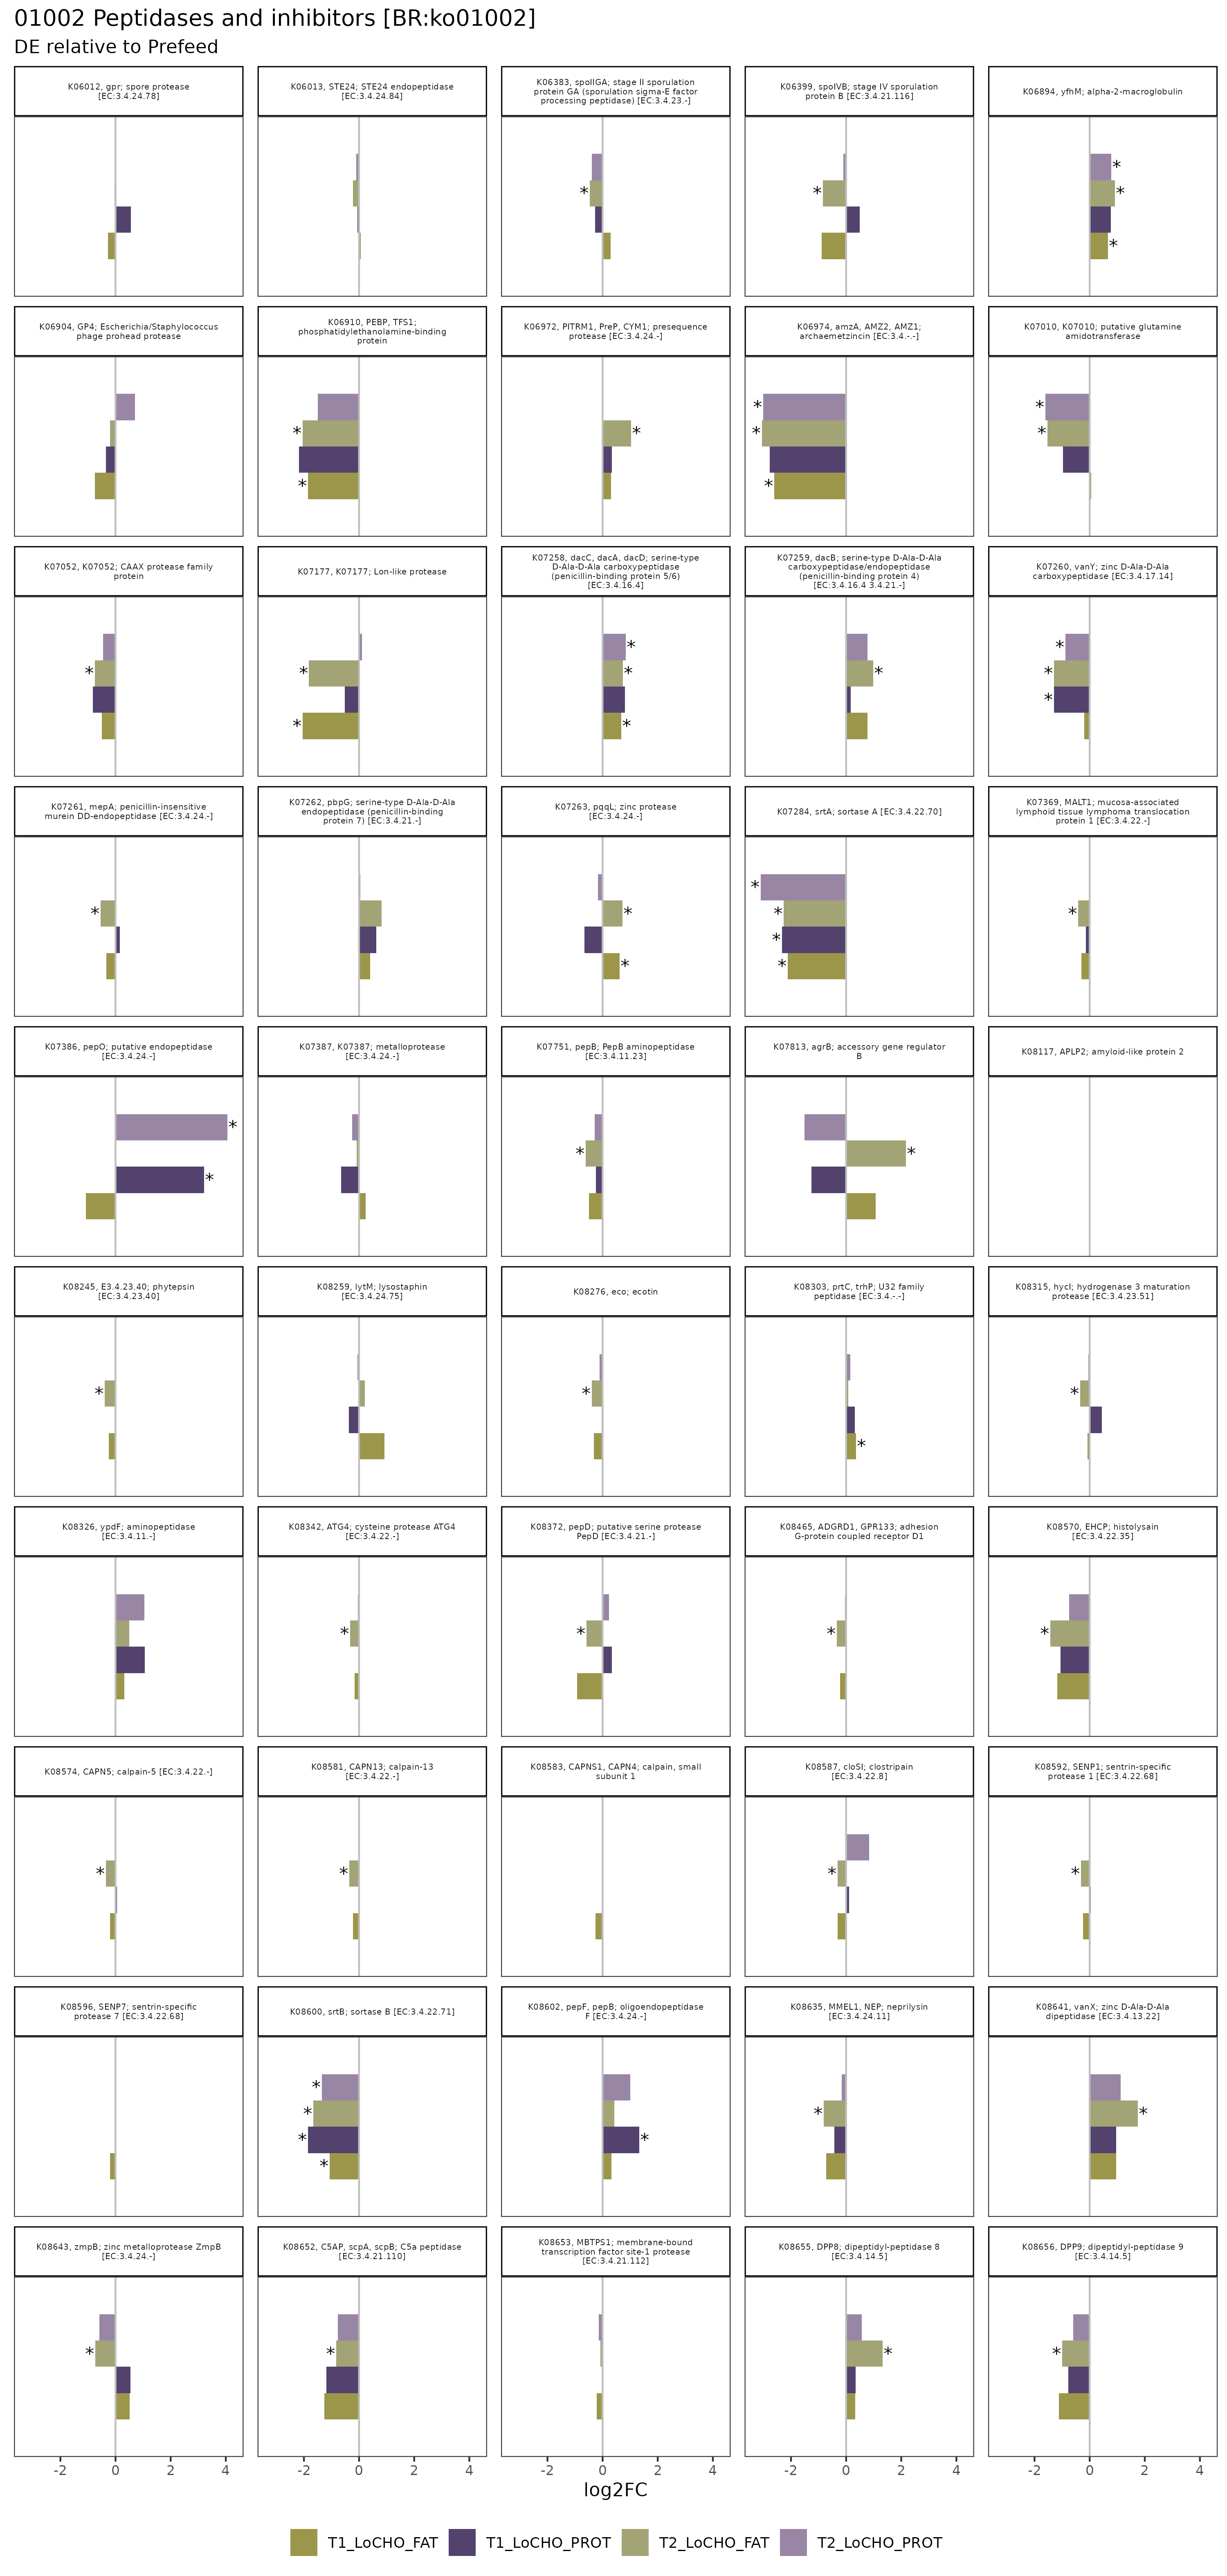 01002 Peptidases and inhibitors [BR:ko01002]
DE relative to Prefeed
K06012, gpr; spore protease
[EC:3.4.24.78]
K06013, STE24; STE24 endopeptidase
[EC:3.4.24.84]
K06383, spoIIGA; stage II sporulation
protein GA (sporulation sigma-E factor
processing peptidase) [EC:3.4.23.-]
K06399, spoIVB; stage IV sporulation
protein B [EC:3.4.21.116]
K06894, yfhM; alpha-2-macroglobulin
*
*
*
*
*
K06904, GP4; Escherichia/Staphylococcus
phage prohead protease
K06910, PEBP, TFS1;
phosphatidylethanolamine-binding
protein
K06972, PITRM1, PreP, CYM1; presequence
protease [EC:3.4.24.-]
K06974, amzA, AMZ2, AMZ1;
archaemetzincin [EC:3.4.-.-]
K07010, K07010; putative glutamine
amidotransferase
*
*
*
*
*
*
*
*
K07052, K07052; CAAX protease family
protein
K07177, K07177; Lon-like protease
K07258, dacC, dacA, dacD; serine-type
D-Ala-D-Ala carboxypeptidase
(penicillin-binding protein 5/6)
[EC:3.4.16.4]
K07259, dacB; serine-type D-Ala-D-Ala
carboxypeptidase/endopeptidase
(penicillin-binding protein 4)
[EC:3.4.16.4 3.4.21.-]
K07260, vanY; zinc D-Ala-D-Ala
carboxypeptidase [EC:3.4.17.14]
*
*
*
*
*
*
*
*
*
*
K07261, mepA; penicillin-insensitive
murein DD-endopeptidase [EC:3.4.24.-]
K07262, pbpG; serine-type D-Ala-D-Ala
endopeptidase (penicillin-binding
protein 7) [EC:3.4.21.-]
K07263, pqqL; zinc protease
[EC:3.4.24.-]
K07284, srtA; sortase A [EC:3.4.22.70]
K07369, MALT1; mucosa-associated
lymphoid tissue lymphoma translocation
protein 1 [EC:3.4.22.-]
*
*
*
*
*
*
*
*
K07386, pepO; putative endopeptidase
[EC:3.4.24.-]
K07387, K07387; metalloprotease
[EC:3.4.24.-]
K07751, pepB; PepB aminopeptidase
[EC:3.4.11.23]
K07813, agrB; accessory gene regulator
B
K08117, APLP2; amyloid-like protein 2
*
*
*
*
K08245, E3.4.23.40; phytepsin
[EC:3.4.23.40]
K08259, lytM; lysostaphin
[EC:3.4.24.75]
K08276, eco; ecotin
K08303, prtC, trhP; U32 family
peptidase [EC:3.4.-.-]
K08315, hycI; hydrogenase 3 maturation
protease [EC:3.4.23.51]
*
*
*
*
K08326, ypdF; aminopeptidase
[EC:3.4.11.-]
K08342, ATG4; cysteine protease ATG4
[EC:3.4.22.-]
K08372, pepD; putative serine protease
PepD [EC:3.4.21.-]
K08465, ADGRD1, GPR133; adhesion
G-protein coupled receptor D1
K08570, EHCP; histolysain
[EC:3.4.22.35]
*
*
*
*
K08574, CAPN5; calpain-5 [EC:3.4.22.-]
K08581, CAPN13; calpain-13
[EC:3.4.22.-]
K08583, CAPNS1, CAPN4; calpain, small
subunit 1
K08587, cloSI; clostripain
[EC:3.4.22.8]
K08592, SENP1; sentrin-specific
protease 1 [EC:3.4.22.68]
*
*
*
*
K08596, SENP7; sentrin-specific
protease 7 [EC:3.4.22.68]
K08600, srtB; sortase B [EC:3.4.22.71]
K08602, pepF, pepB; oligoendopeptidase
F [EC:3.4.24.-]
K08635, MMEL1, NEP; neprilysin
[EC:3.4.24.11]
K08641, vanX; zinc D-Ala-D-Ala
dipeptidase [EC:3.4.13.22]
*
*
*
*
*
*
*
K08643, zmpB; zinc metalloprotease ZmpB
[EC:3.4.24.-]
K08652, C5AP, scpA, scpB; C5a peptidase
[EC:3.4.21.110]
K08653, MBTPS1; membrane-bound
transcription factor site-1 protease
[EC:3.4.21.112]
K08655, DPP8; dipeptidyl-peptidase 8
[EC:3.4.14.5]
K08656, DPP9; dipeptidyl-peptidase 9
[EC:3.4.14.5]
*
*
*
*
-2 0 2 4
-2 0 2 4
-2 0 2 4
-2 0 2 4
-2 0 2 4
log2FC
T1_LoCHO_FAT T1_LoCHO_PROT T2_LoCHO_FAT T2_LoCHO_PROT